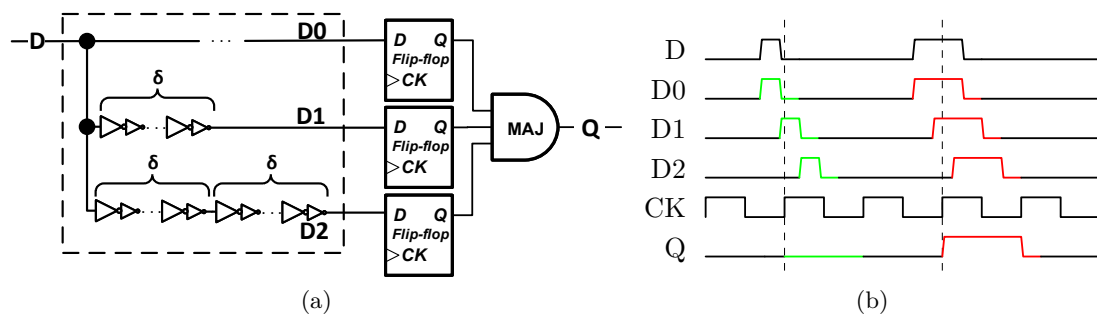 D
D0
D Q
Flip-flop
CK
δ
D1
D Q
Flip-flop
CK
MAJ
Q
δ
δ
D2
D Q
Flip-flop
CK
(a)
D
D0
D1
D2
CK
Q
(b)